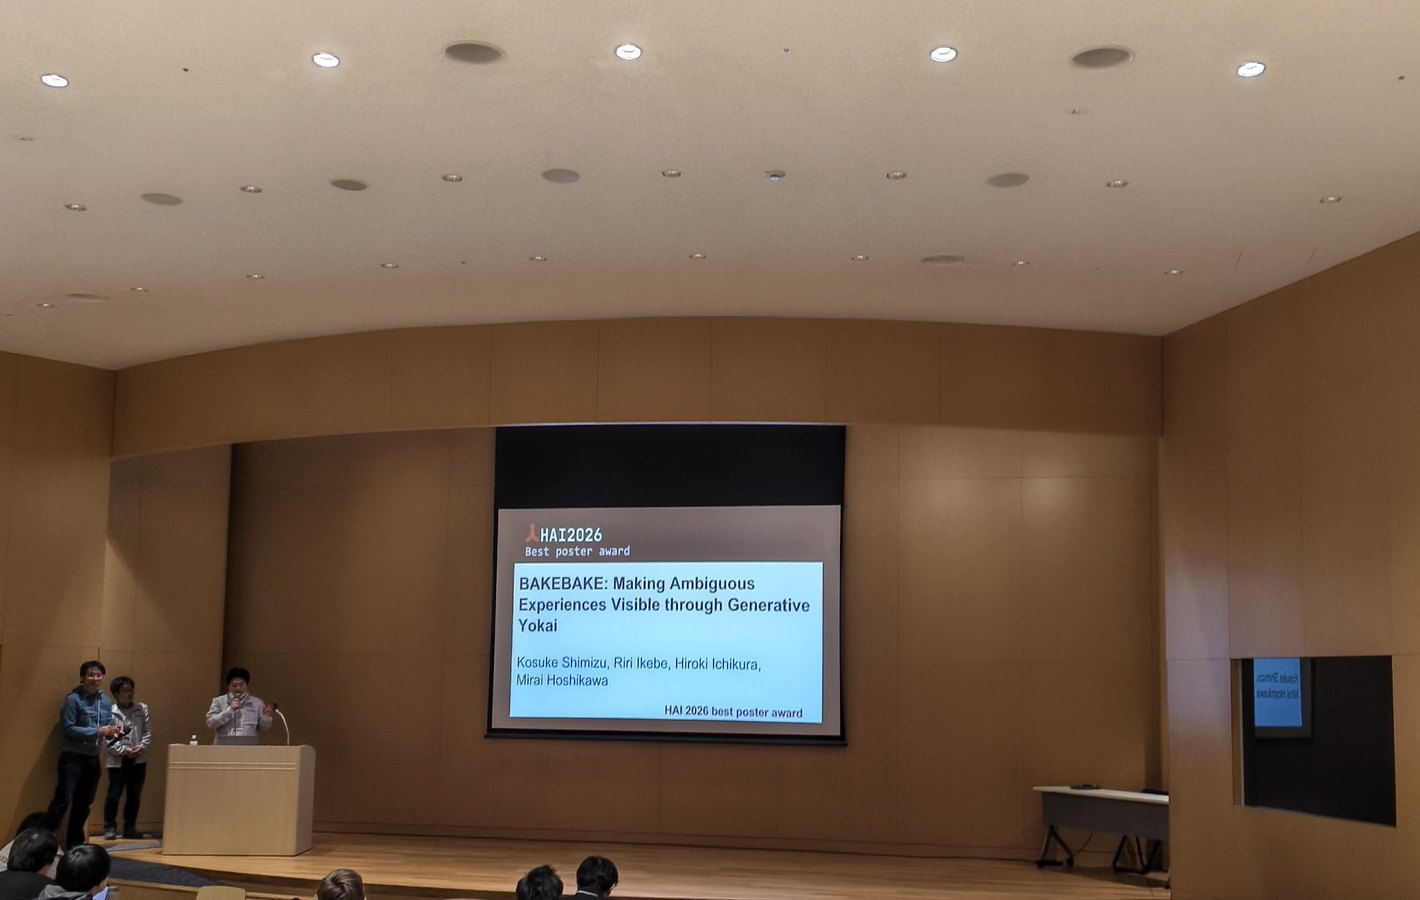 HAI2026
Best poster award
BAKEBAKE: Making Ambiguous
Experiences Visible through Generative
Yokai
Kosuke Shimizu, Riri Ikebe, Hiroki Ichikura,
Mirai Hoshikawa
HAI 2026 best poster award